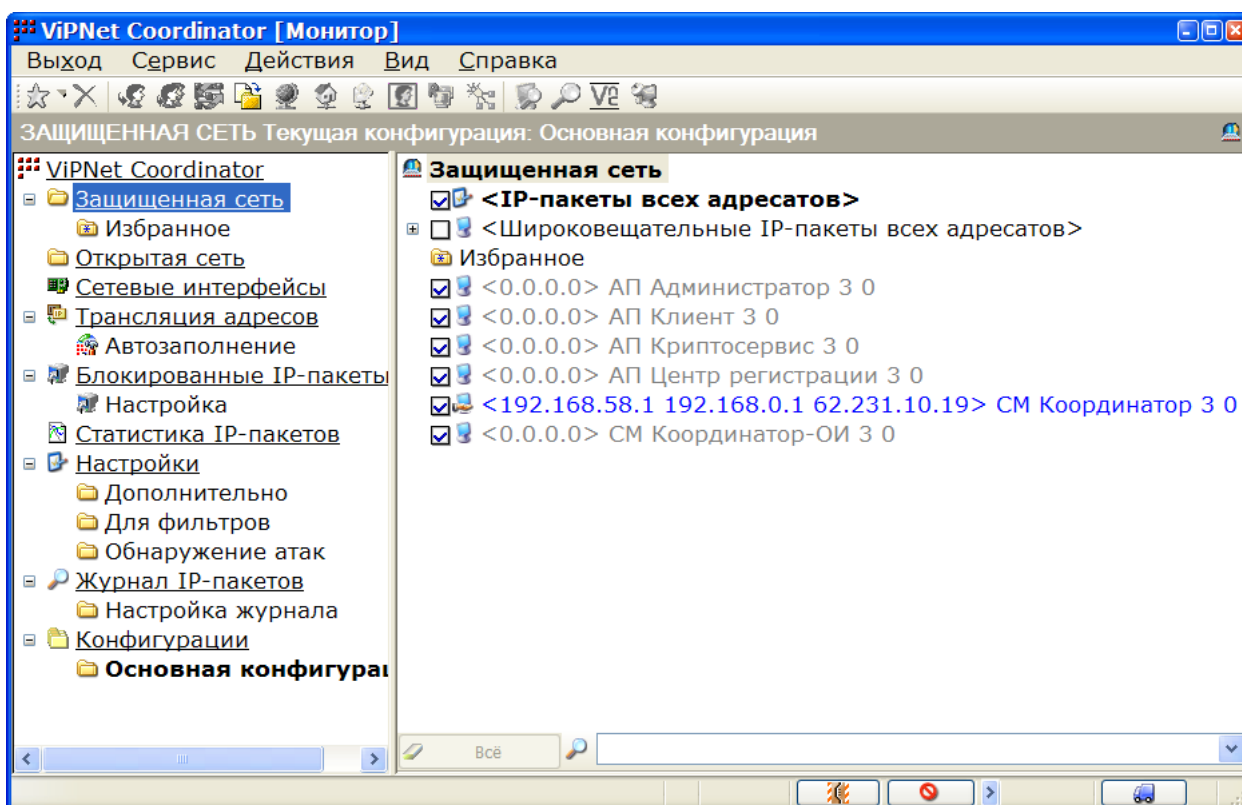 ViPNet Coordinator [Монитор]
Выход Сервис Действия Вид Справка
ЗАЩИЩЕННАЯ СЕТЬ Текущая конфигурация: Основная конфигурация
ViPNet Coordinator
Защищенная сеть
Избранное
Открытая сеть
Сетевые интерфейсы
Трансляция адресов
Автозаполнение
Блокированные IP-пакеты
Настройка
Статистика IP-пакетов
Настройки
Дополнительно
Для фильтров
Обнаружение атак
Журнал IP-пакетов
Настройка журнала
Конфигурации
Основная конфигурац
Защищенная сеть
<IP-пакеты всех адресатов>
<Широковещательные IP-пакеты всех адресатов>
Избранное
<0.0.0.0> АП Администратор 3 0
<0.0.0.0> АП Клиент 3 0
<0.0.0.0> АП Криптосервис 3 0
<0.0.0.0> АП Центр регистрации 3 0
<192.168.58.1 192.168.0.1 62.231.10.19> СМ Координатор 3 0
<0.0.0.0> СМ Координатор-ОИ 3 0
Всё